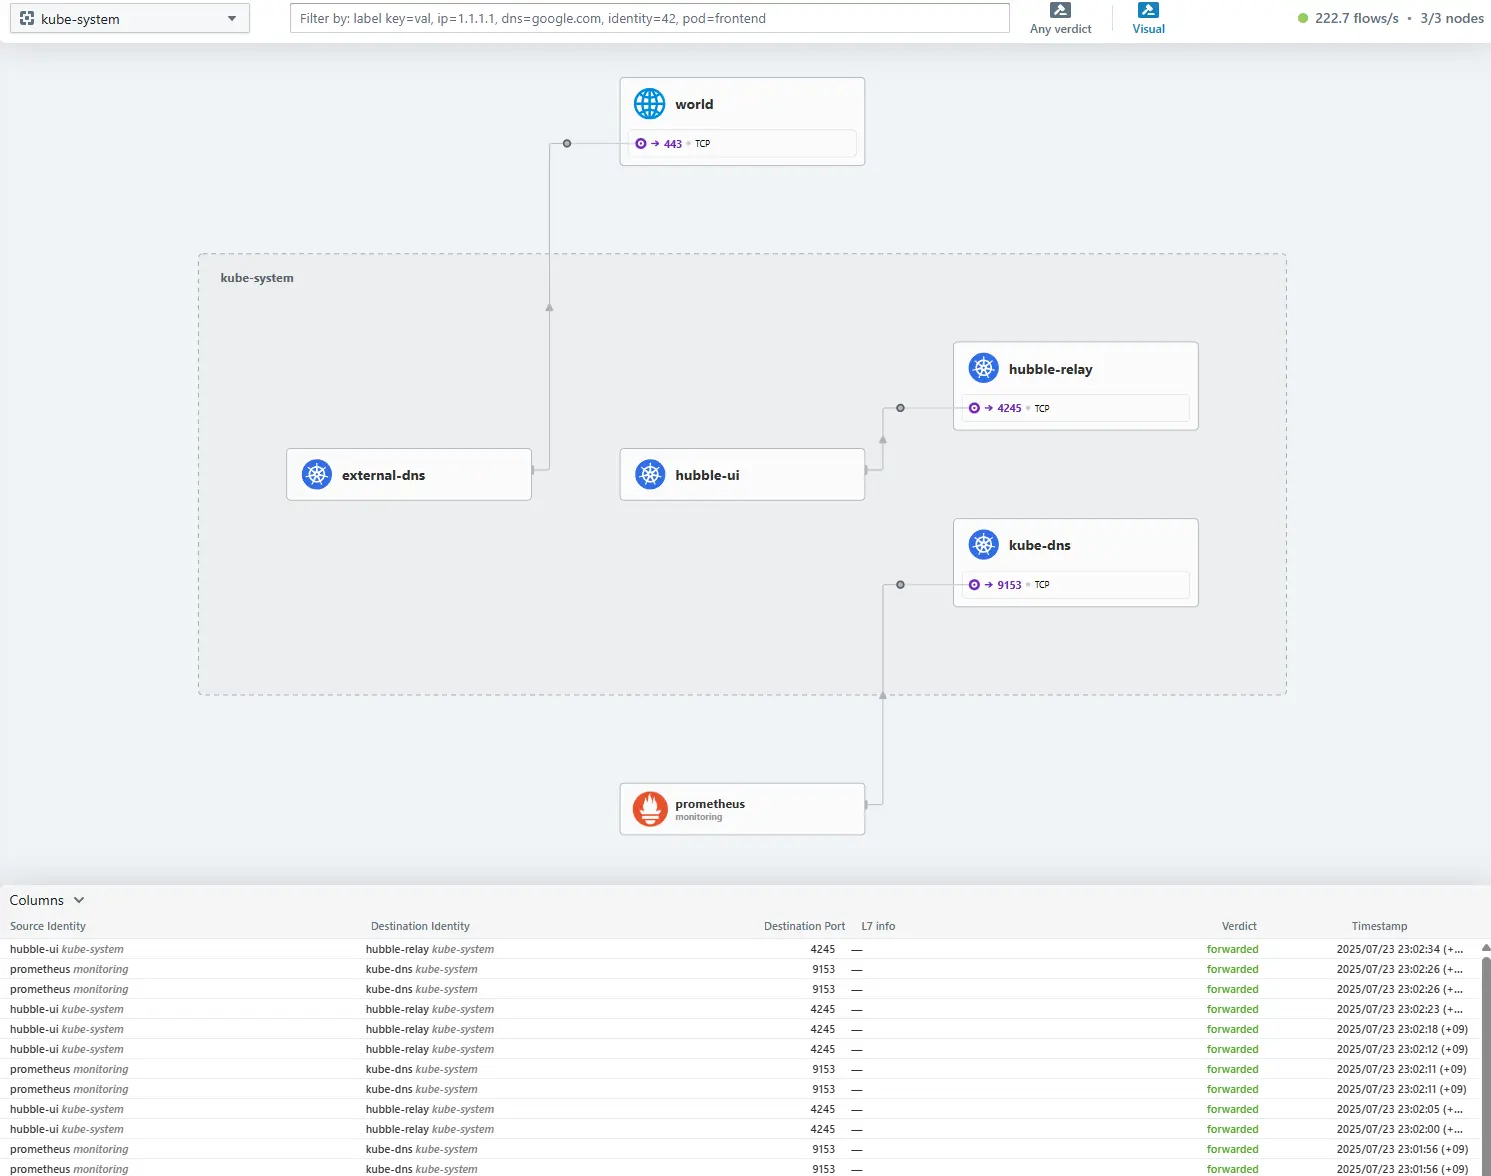 kube-system
Filter by: label key=val, ip=1.1.1.1, dns=google.com, identity=42, pod=frontend
Any verdict
Visual
222.7 flows/s • 3/3 nodes
world
→ 443 • TCP
kube-system
hubble-relay
→ 4245 • TCP
external-dns
hubble-ui
kube-dns
→ 9153 • TCP
prometheus
monitoring
Columns
Source Identity Destination Identity Destination Port L7 info Verdict Timestamp
hubble-ui kube-system hubble-relay kube-system 4245 — forwarded 2025/07/23 23:02:34 (+...
prometheus monitoring kube-dns kube-system 9153 — forwarded 2025/07/23 23:02:26 (+...
prometheus monitoring kube-dns kube-system 9153 — forwarded 2025/07/23 23:02:26 (+...
hubble-ui kube-system hubble-relay kube-system 4245 — forwarded 2025/07/23 23:02:23 (+...
hubble-ui kube-system hubble-relay kube-system 4245 — forwarded 2025/07/23 23:02:18 (+09)
hubble-ui kube-system hubble-relay kube-system 4245 — forwarded 2025/07/23 23:02:12 (+09)
prometheus monitoring kube-dns kube-system 9153 — forwarded 2025/07/23 23:02:11 (+09)
prometheus monitoring kube-dns kube-system 9153 — forwarded 2025/07/23 23:02:11 (+09)
hubble-ui kube-system hubble-relay kube-system 4245 — forwarded 2025/07/23 23:02:05 (+...
hubble-ui kube-system hubble-relay kube-system 4245 — forwarded 2025/07/23 23:02:00 (+...
prometheus monitoring kube-dns kube-system 9153 — forwarded 2025/07/23 23:01:56 (+09)
prometheus monitoring kube-dns kube-system 9153 — forwarded 2025/07/23 23:01:56 (+09)